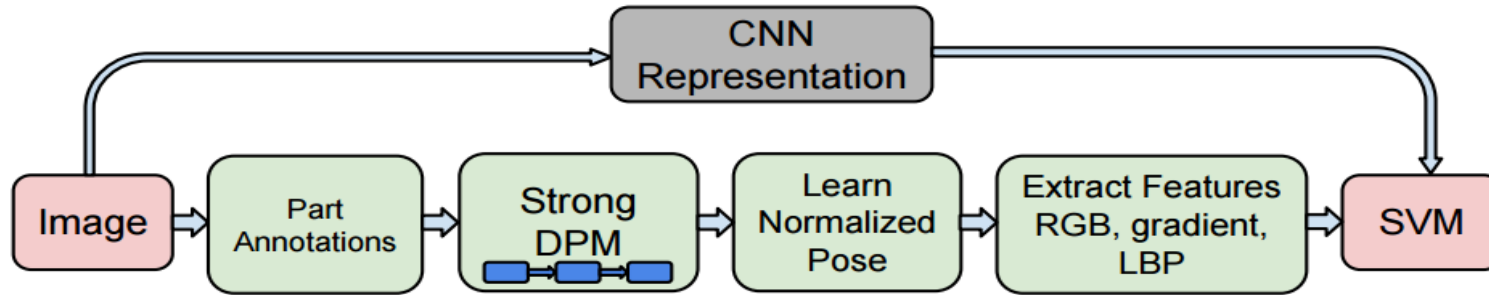 CNN
Representation
Image
Part
Annotations
Strong
DPM
Learn
Normalized
Pose
Extract Features
RGB, gradient,
LBP
SVM